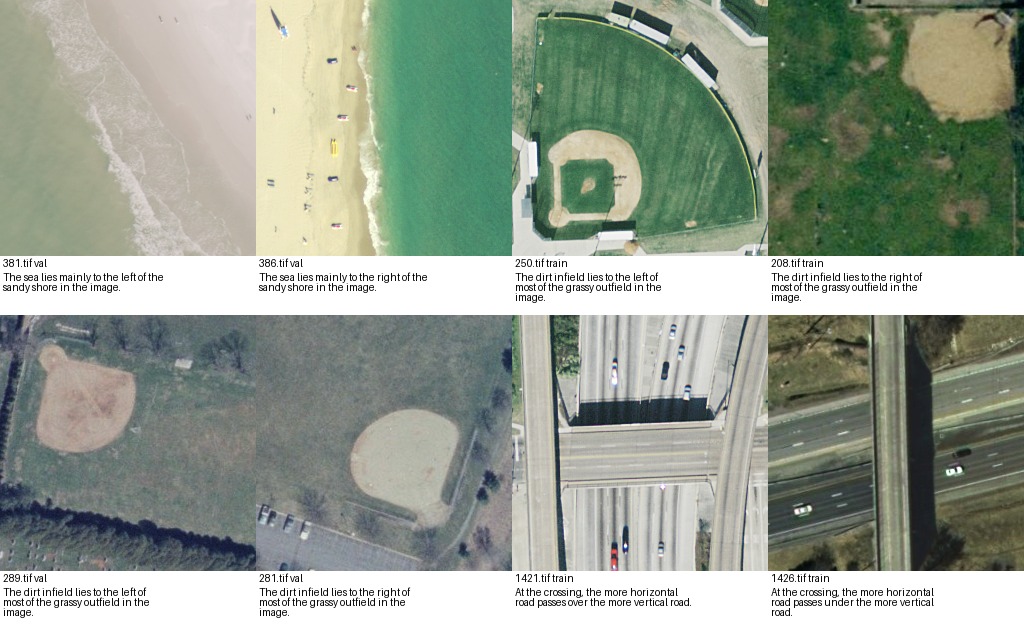 381.tif val
The sea lies mainly to the left of the
sandy shore in the image.
386.tif val
The sea lies mainly to the right of the
sandy shore in the image.
250.tif train
The dirt infield lies to the left of
most of the grassy outfield in the
image.
208.tif train
The dirt infield lies to the right of
most of the grassy outfield in the
image.
289.tif val
The dirt infield lies to the left of
most of the grassy outfield in the
image.
281.tif val
The dirt infield lies to the right of
most of the grassy outfield in the
image.
1421.tif train
At the crossing, the more horizontal
road passes over the more vertical road.
1426.tif train
At the crossing, the more horizontal
road passes under the more vertical
road.